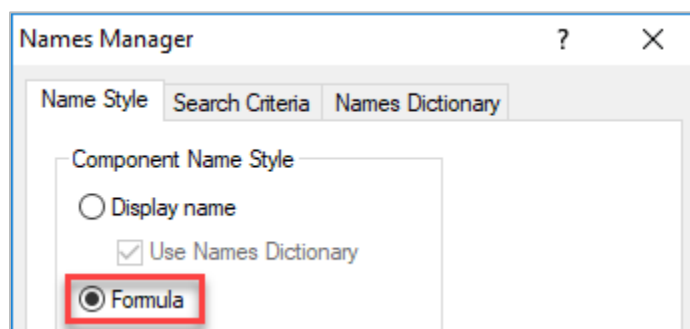 Names Manager ?
Name Style Search Criteria Names Dictionary
Component Name Style
Display name
Use Names Dictionary
Formula